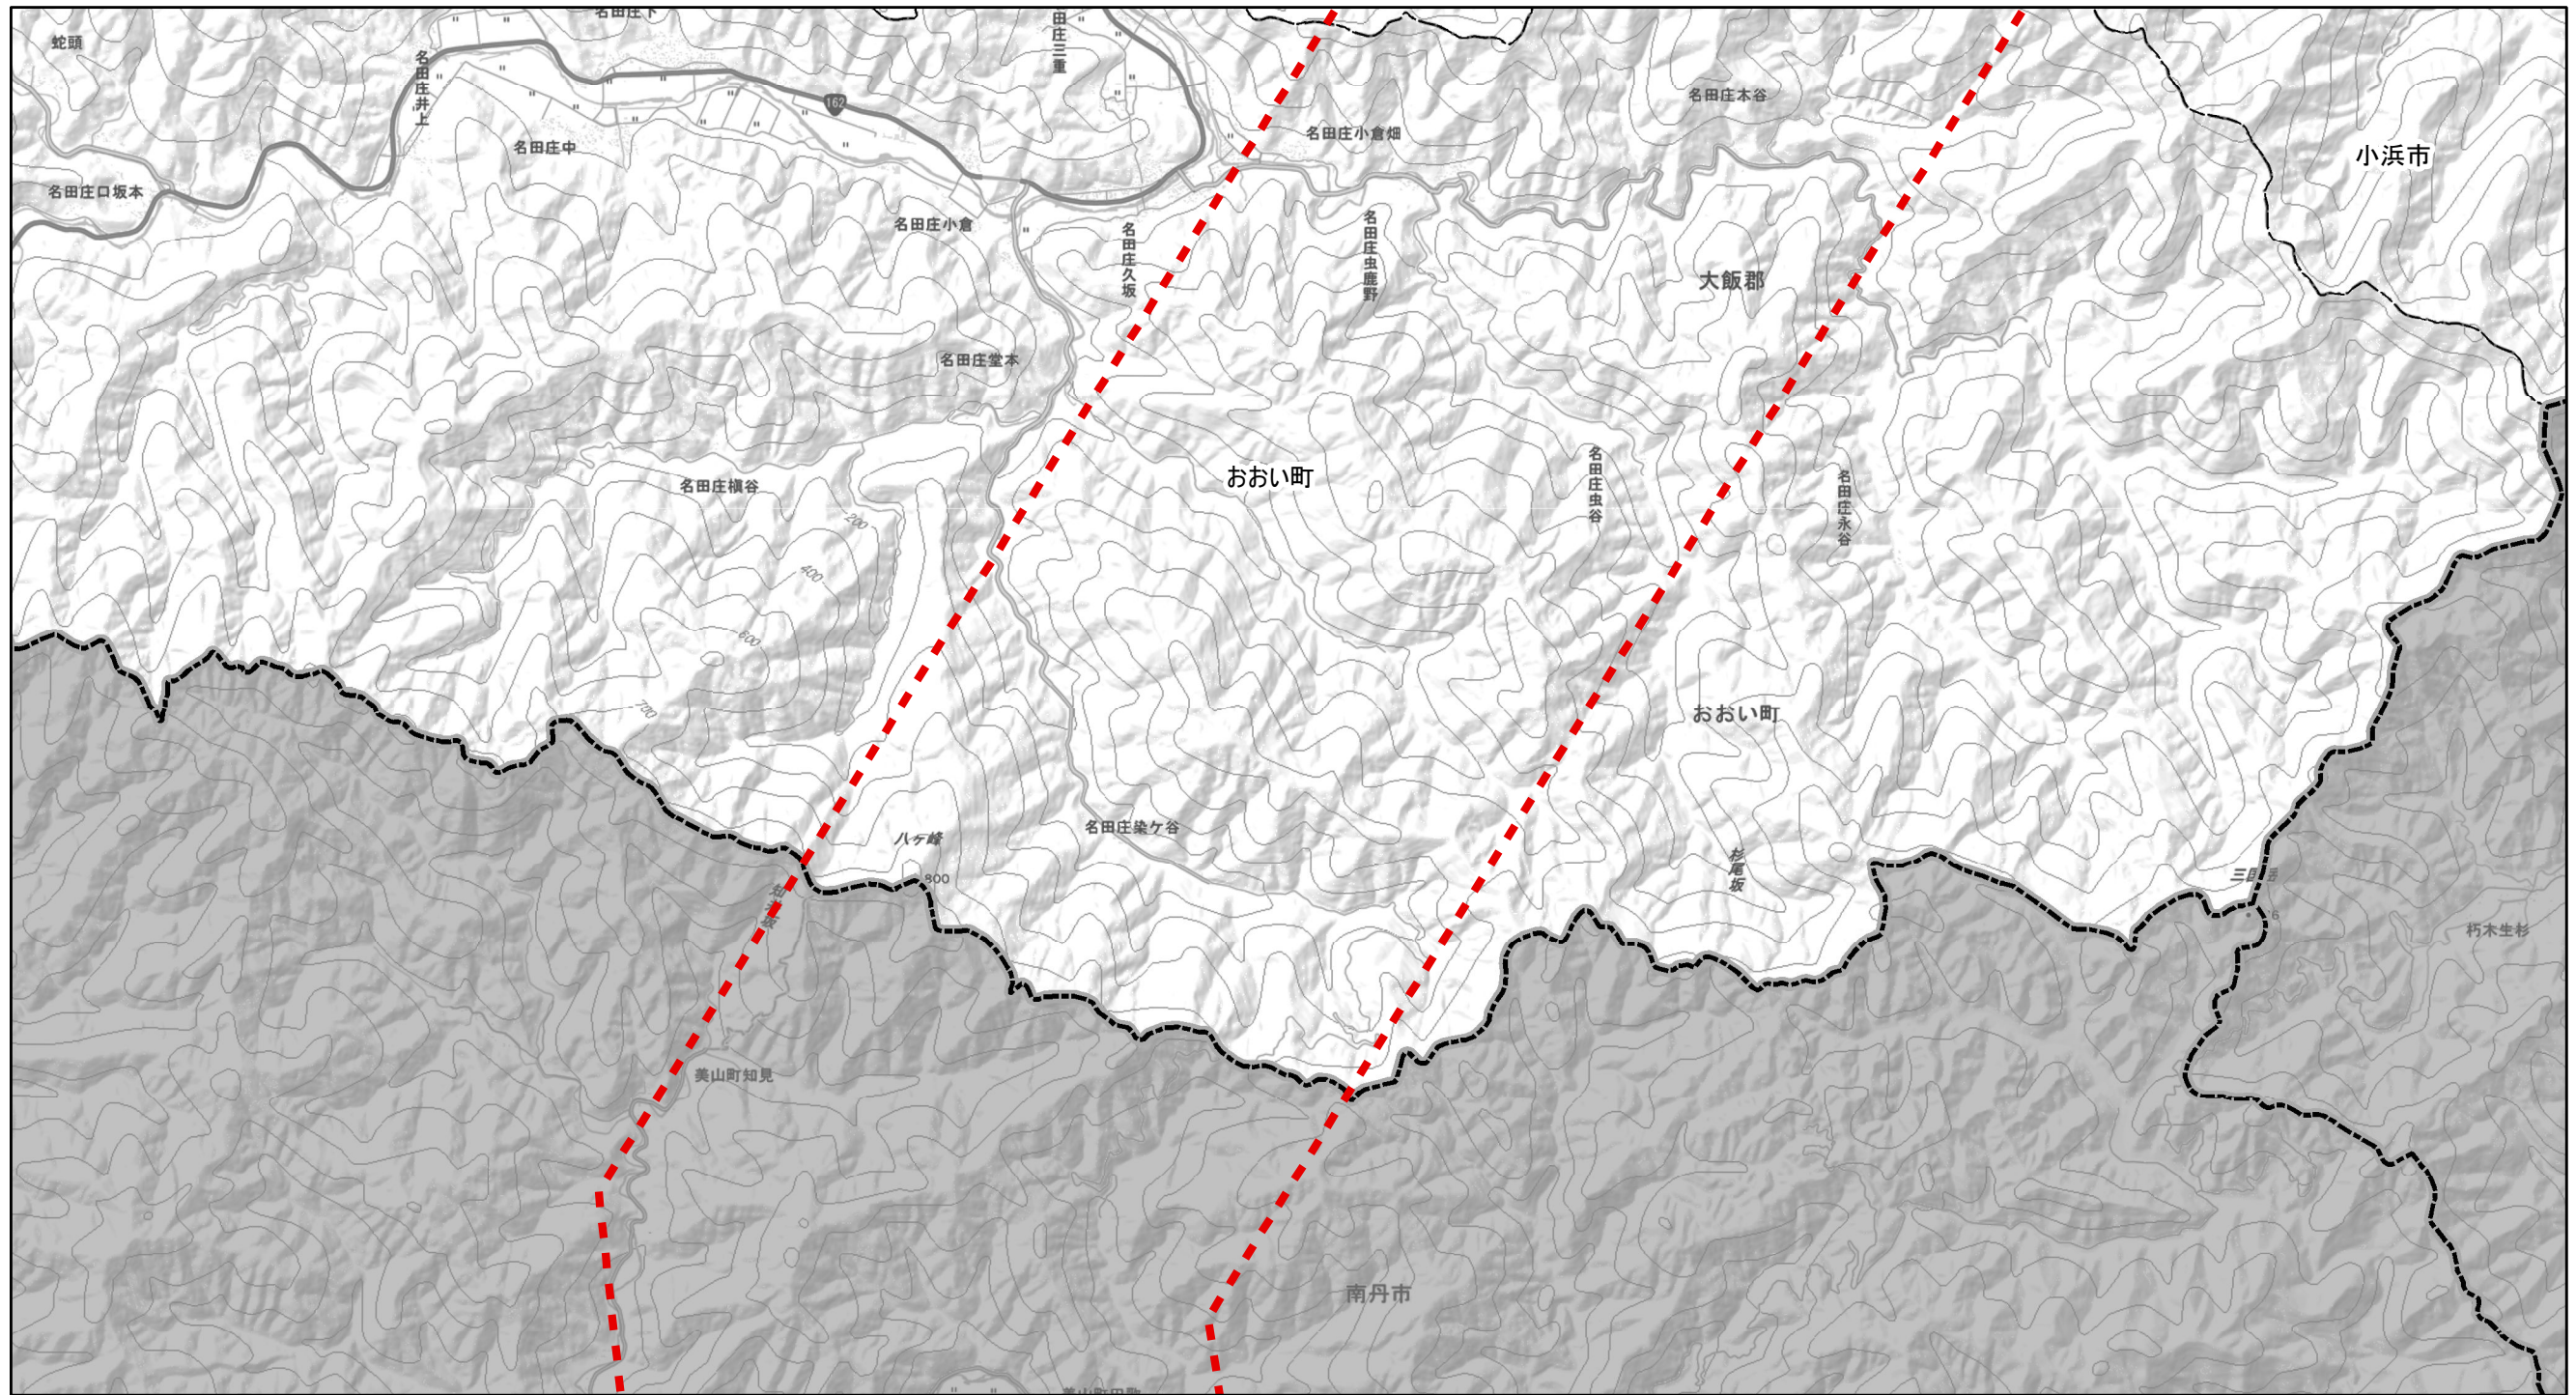 蛇頭
名田庄下
名田庄井上
田庄三重
162
名田庄中
名田庄口坂本
名田庄小倉
名田庄久坂
名田庄小倉畑
名田庄虫鹿野
名田庄木谷
小浜市
大飯郡
名田庄堂本
名田庄槇谷
おおい町
名田庄虫谷
名田庄永谷
200
400
600
700
おおい町
八ヶ峰
800
名田庄染ケ谷
杉尾坂
朽木生杉
美山町知見
南丹市